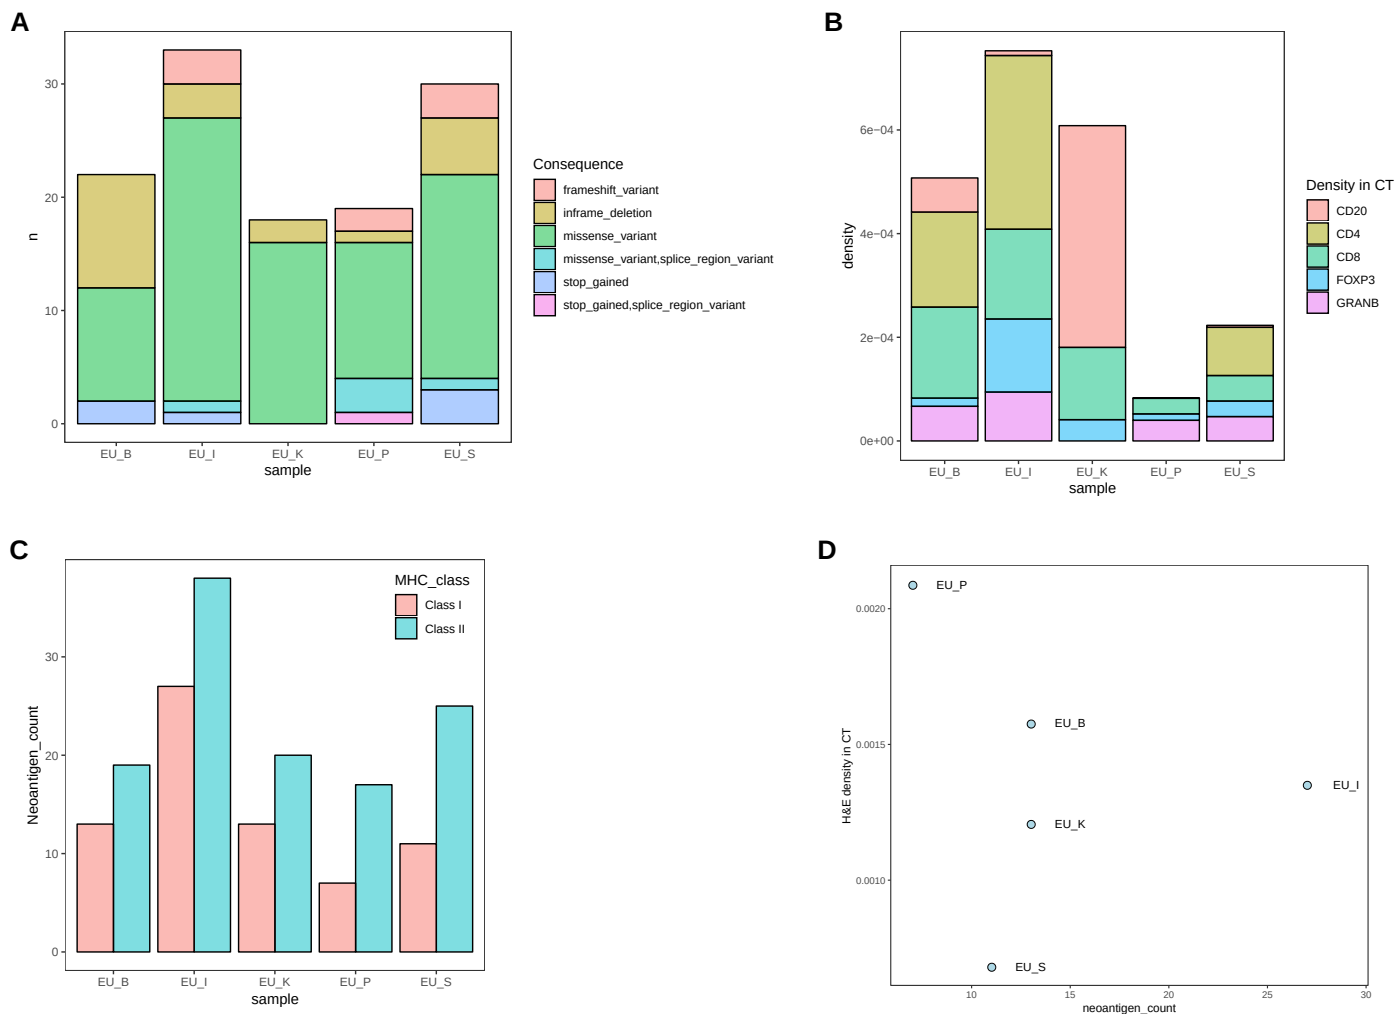 A
30
20
10
0
n
EU_B
EU_I
EU_K
EU_P
EU_S
sample
Consequence
frameshift_variant
inframe_deletion
missense_variant
missense_variant,splice_region_variant
stop_gained
stop_gained,splice_region_variant
B
6e−04
4e−04
2e−04
0e+00
density
EU_B
EU_I
EU_K
EU_P
EU_S
sample
Density in CT
CD20
CD4
CD8
FOXP3
GRANB
C
30
20
10
0
Neoantigen_count
MHC_class
Class I
Class II
EU_B
EU_I
EU_K
EU_P
EU_S
sample
D
0.0020
0.0015
0.0010
H&E density in CT
EU_P
EU_B
EU_I
EU_K
EU_S
10
15
20
25
30
neoantigen_count